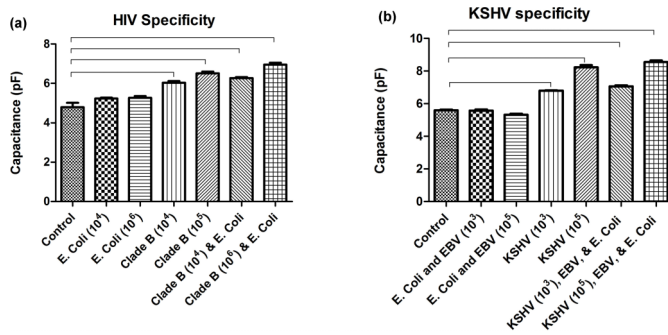 (a)
HIV Specificity
Capacitance (pF)
8
6
4
2
0
Control
E. Coli (10⁴)
E. Coli (10⁶)
Clade B (10⁴)
Clade B (10⁵)
Clade B (10⁴) & E. Coli
Clade B (10⁶) & E. Coli
(b)
KSHV specificity
Capacitance (pF)
10
8
6
4
2
0
Control
E. Coli and EBV (10³)
E. Coli and EBV (10⁵)
KSHV (10³)
KSHV (10⁵)
KSHV (10³), EBV, & E. Coli
KSHV (10⁵), EBV, & E. Coli